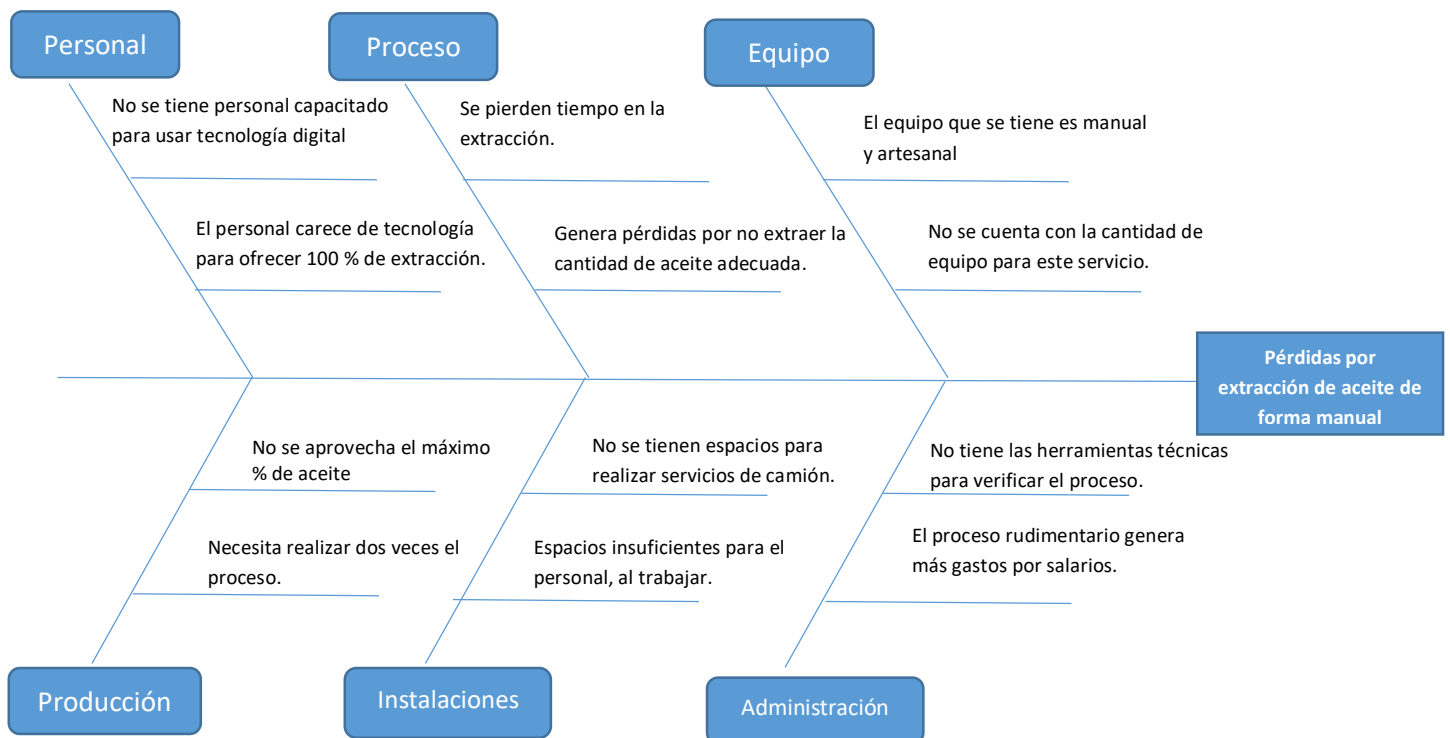 Personal
Proceso
Equipo
No se tiene personal capacitado
para usar tecnología digital
Se pierden tiempo en la
extracción.
El equipo que se tiene es manual
y artesanal
El personal carece de tecnología
para ofrecer 100 % de extracción.
Genera pérdidas por no extraer la
cantidad de aceite adecuada.
No se cuenta con la cantidad de
equipo para este servicio.
Pérdidas por
extracción de aceite de
forma manual
No se aprovecha el máximo
% de aceite
No se tienen espacios para
realizar servicios de camión.
No tiene las herramientas técnicas
para verificar el proceso.
Necesita realizar dos veces el
proceso.
Espacios insuficientes para el
personal, al trabajar.
El proceso rudimentario genera
más gastos por salarios.
Producción
Instalaciones
Administración